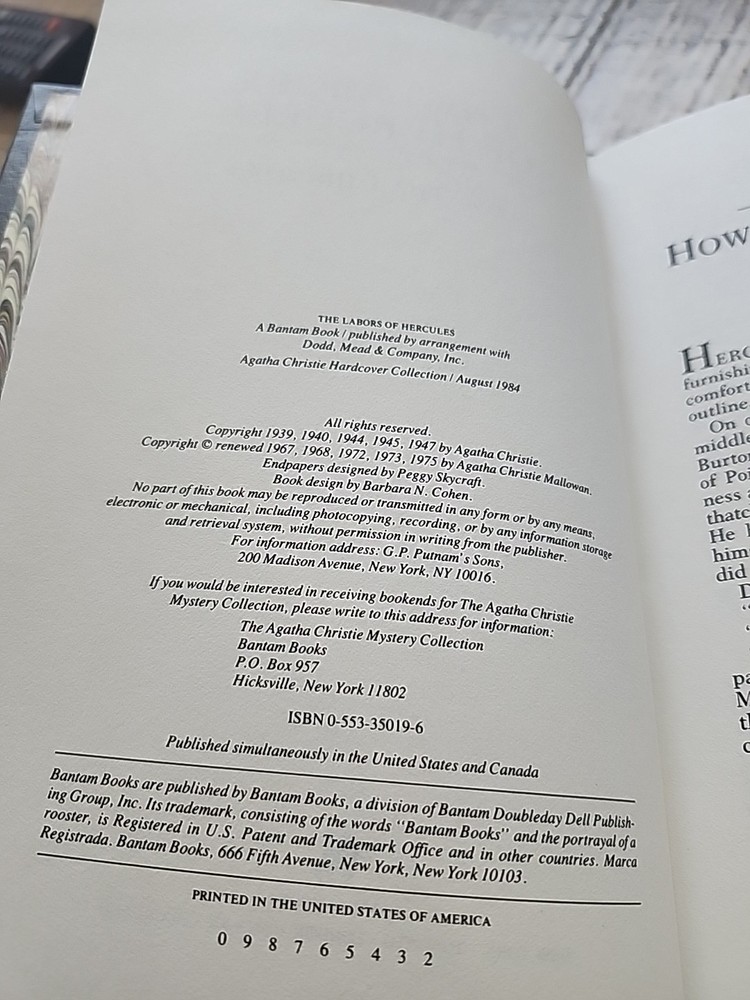 THE LABORS OF HERCULES
A Bantam Book / published by arrangement with
Dodd, Mead & Company, Inc.
Agatha Christie Hardcover Collection / August 1984
All rights reserved.
Copyright 1939, 1940, 1944, 1945, 1947 by Agatha Christie.
Copyright © renewed 1967, 1968, 1972, 1973, 1975 by Agatha Christie Mallowan.
Endpapers designed by Peggy Skycraft.
Book design by Barbara N. Cohen.
No part of this book may be reproduced or transmitted in any form or by any means,
electronic or mechanical, including photocopying, recording, or by any information storage
and retrieval system, without permission in writing from the publisher.
For information address: G.P. Putnam's Sons,
200 Madison Avenue, New York, NY 10016.
If you would be interested in receiving bookends for The Agatha Christie
Mystery Collection, please write to this address for information:
The Agatha Christie Mystery Collection
Bantam Books
P.O. Box 957
Hicksville, New York 11802
ISBN 0-553-35019-6
Published simultaneously in the United States and Canada
Bantam Books are published by Bantam Books, a division of Bantam Doubleday Dell Publish-
ing Group, Inc. Its trademark, consisting of the words "Bantam Books" and the portrayal of a
rooster, is Registered in U.S. Patent and Trademark Office and in other countries. Marca
Registrada. Bantam Books, 666 Fifth Avenue, New York, New York 10103.
PRINTED IN THE UNITED STATES OF AMERICA
0 9 8 7 6 5 4 3 2
HOW
HERC
furnishi
comfort
outline
On
middle
Burto
of Poi
ness
thatc
He
him
did